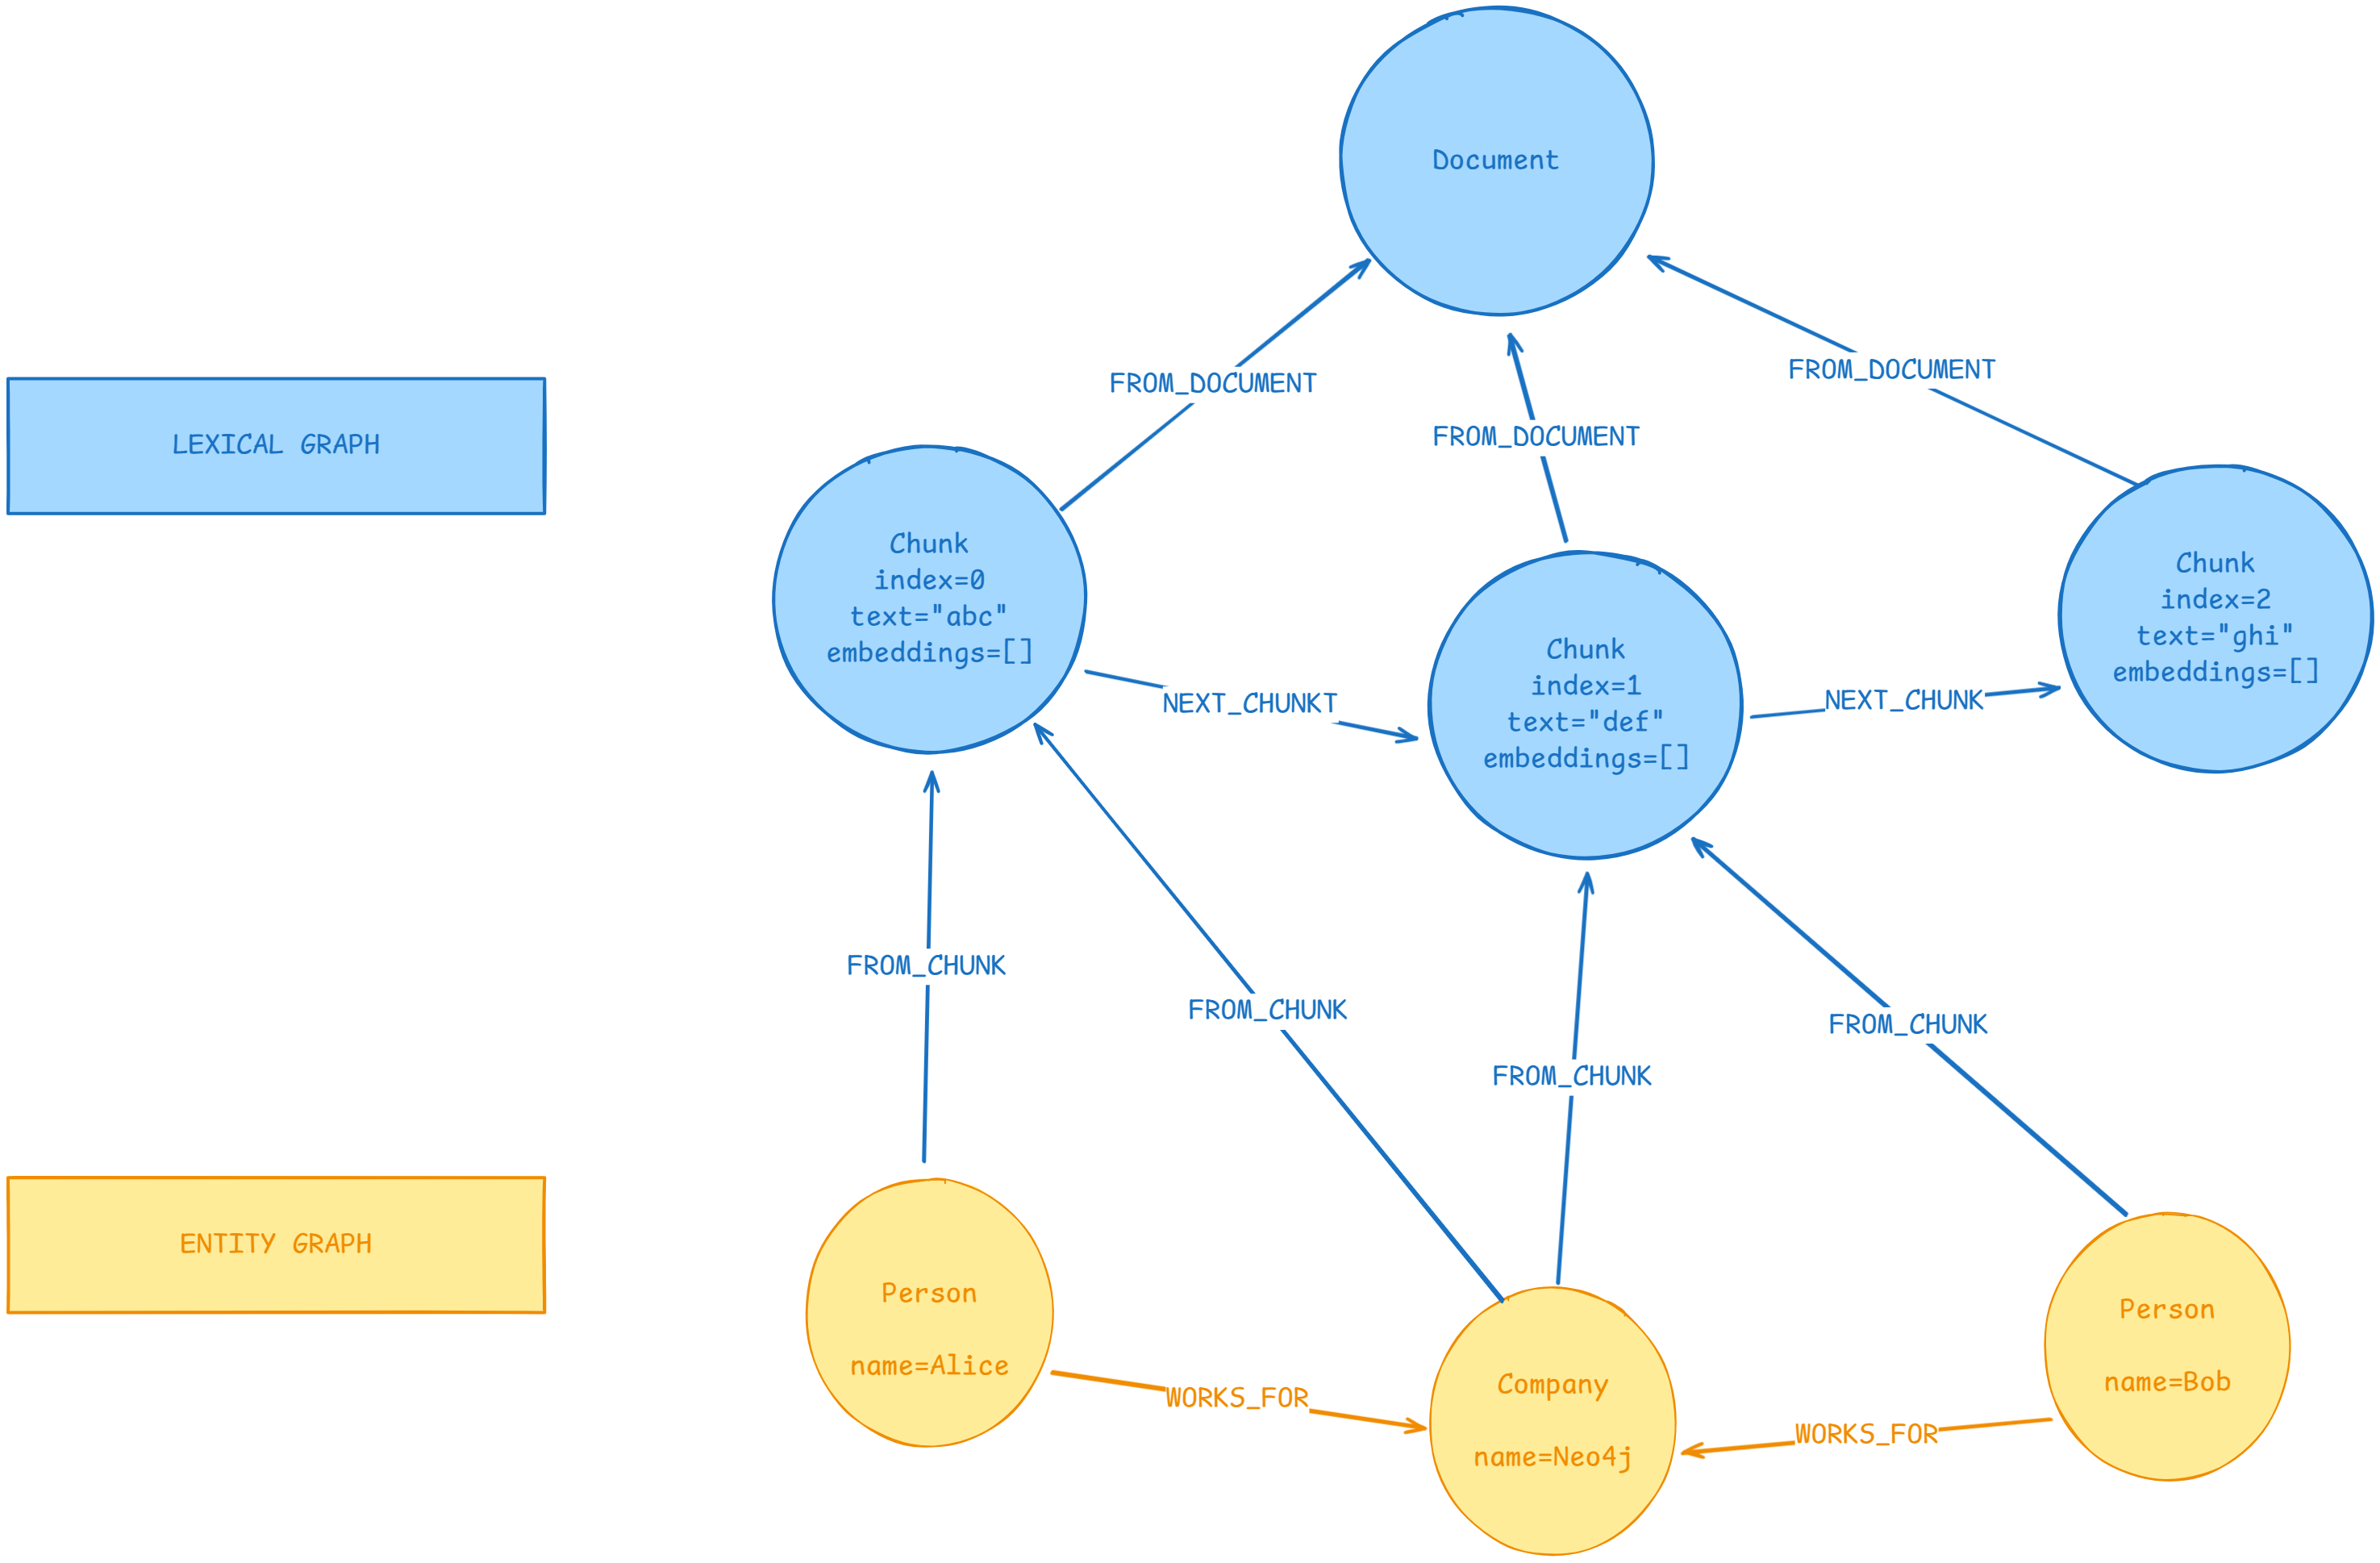 Document
FROM_DOCUMENT
FROM_DOCUMENT
FROM_DOCUMENT
LEXICAL GRAPH
Chunk
index=0
text="abc"
embeddings=[]
Chunk
index=1
text="def"
embeddings=[]
Chunk
index=2
text="ghi"
embeddings=[]
NEXT_CHUNKT
NEXT_CHUNK
FROM_CHUNK
FROM_CHUNK
FROM_CHUNK
FROM_CHUNK
ENTITY GRAPH
Person
name=Alice
WORKS_FOR
Company
name=Neo4j
WORKS_FOR
Person
name=Bob